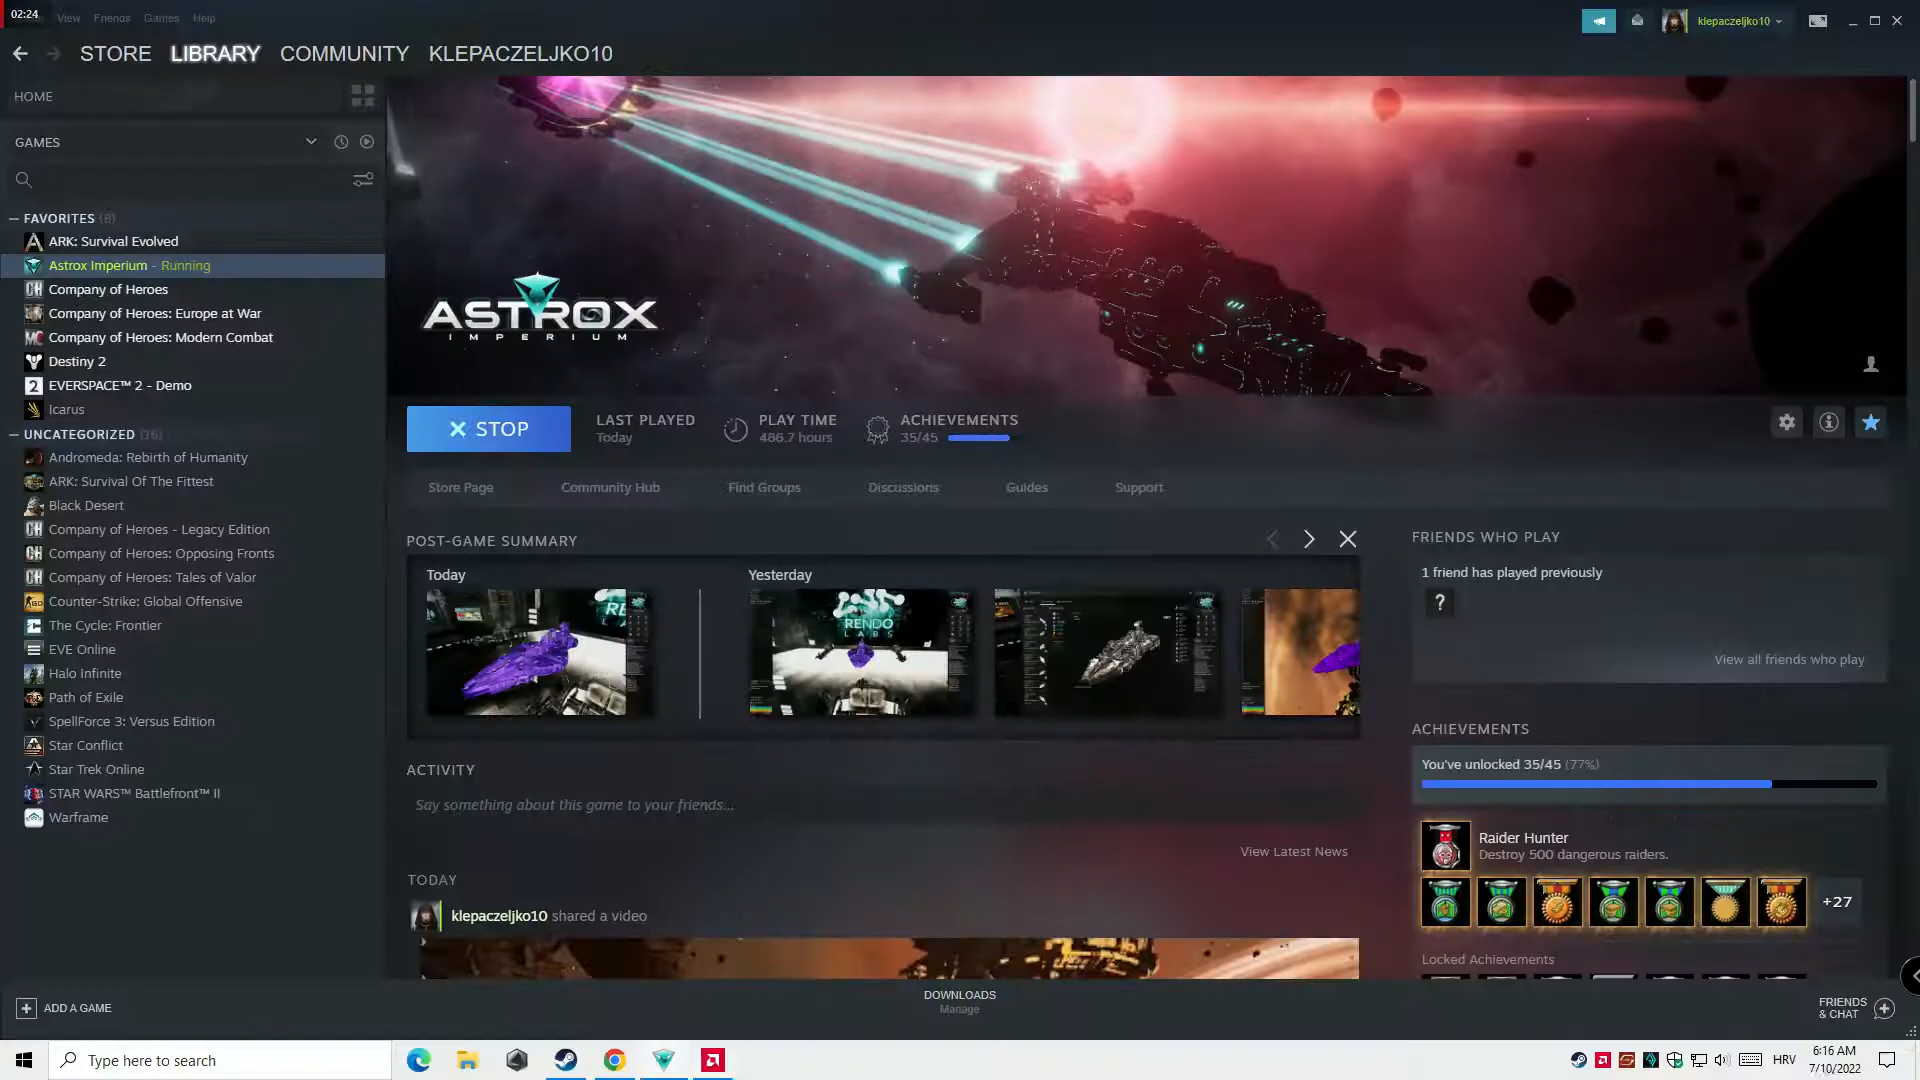 02:24
View Friends Games Help
klepaczeljko10
STORE LIBRARY COMMUNITY KLEPACZELJKO10
HOME
GAMES
FAVORITES (8)
ARK: Survival Evolved
Astrox Imperium - Running
Company of Heroes
Company of Heroes: Europe at War
Company of Heroes: Modern Combat
Destiny 2
EVERSPACE™ 2 - Demo
Icarus
UNCATEGORIZED (16)
Andromeda: Rebirth of Humanity
ARK: Survival Of The Fittest
Black Desert
Company of Heroes - Legacy Edition
Company of Heroes: Opposing Fronts
Company of Heroes: Tales of Valor
Counter-Strike: Global Offensive
The Cycle: Frontier
EVE Online
Halo Infinite
Path of Exile
SpellForce 3: Versus Edition
Star Conflict
Star Trek Online
STAR WARS™ Battlefront™ II
Warframe
ASTROX
IMPERIUM
STOP
LAST PLAYED
Today
PLAY TIME
486.7 hours
ACHIEVEMENTS
35/45
Store Page Community Hub Find Groups Discussions Guides Support
POST-GAME SUMMARY
Today
Yesterday
RENDO
LABS
ACTIVITY
Say something about this game to your friends...
View Latest News
TODAY
klepaczeljko10 shared a video
FRIENDS WHO PLAY
1 friend has played previously
?
View all friends who play
ACHIEVEMENTS
You've unlocked 35/45 (77%)
Raider Hunter
Destroy 500 dangerous raiders.
+27
Locked Achievements
ADD A GAME
DOWNLOADS
Manage
FRIENDS
& CHAT
Type here to search
HRV
6:16 AM
7/10/2022